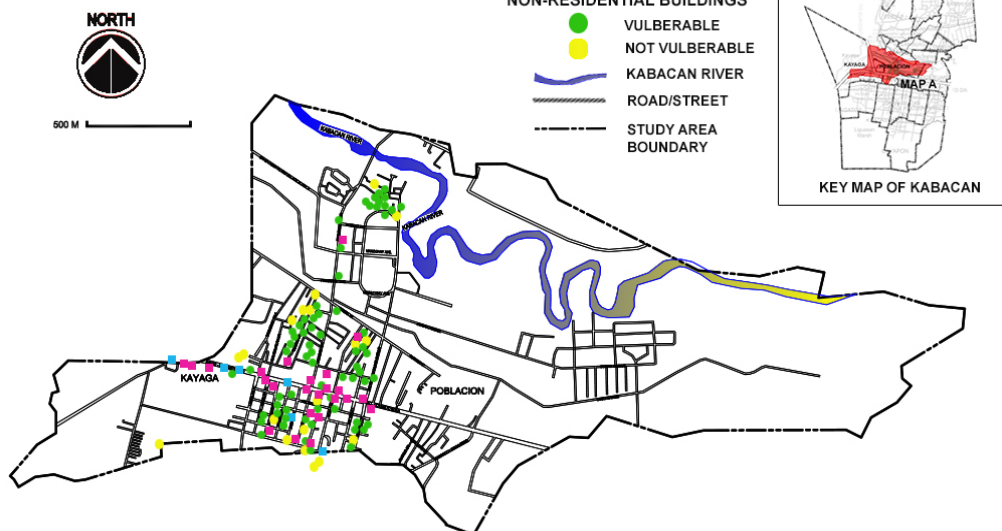 NON-RESIDENTIAL BUILDINGS
NORTH
VULBERABLE
NOT VULBERABLE
KABACAN RIVER
ROAD/STREET
STUDY AREA
BOUNDARY
500 M
KAYAGA
POBLACION
MAP A
KEY MAP OF KABACAN
KABACAN RIVER
KABACAN RIVER
KAYAGA
POBLACION